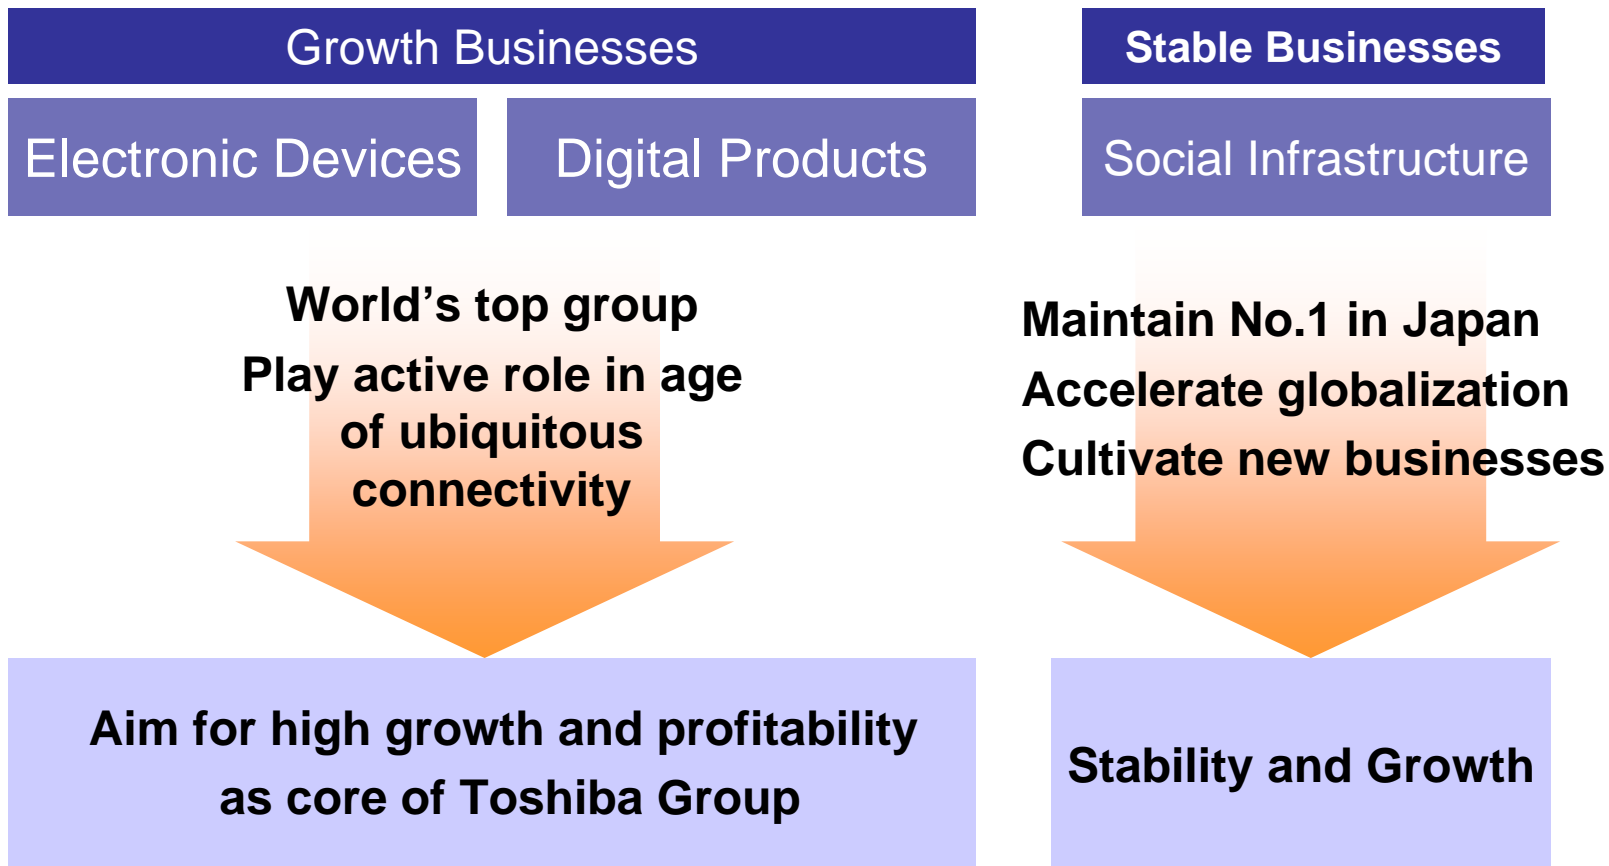 Growth Businesses
Stable Businesses
Electronic Devices
Digital Products
Social Infrastructure
World’s top group
Play active role in age
of ubiquitous
connectivity
Maintain No.1 in Japan
Accelerate globalization
Cultivate new businesses
Aim for high growth and profitability
as core of Toshiba Group
Stability and Growth